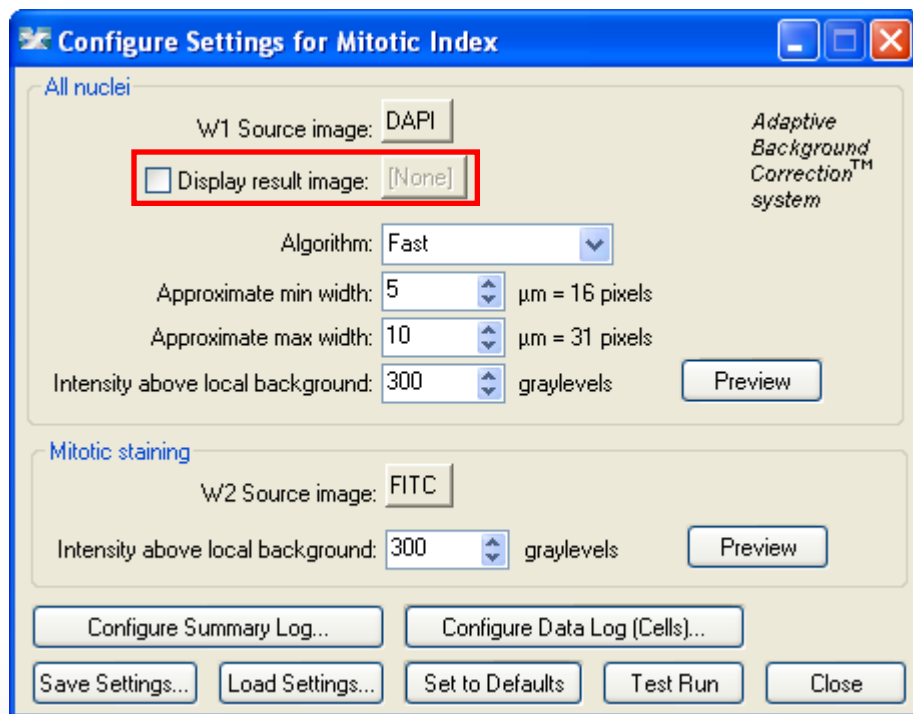 Configure Settings for Mitotic Index
All nuclei
W1 Source image: DAPI
Adaptive
Background
Correction™
system
Display result image: [None]
Algorithm: Fast
Approximate min width: 5 µm = 16 pixels
Approximate max width: 10 µm = 31 pixels
Intensity above local background: 300 graylevels Preview
Mitotic staining
W2 Source image: FITC
Intensity above local background: 300 graylevels Preview
Configure Summary Log... Configure Data Log (Cells)...
Save Settings... Load Settings... Set to Defaults Test Run Close